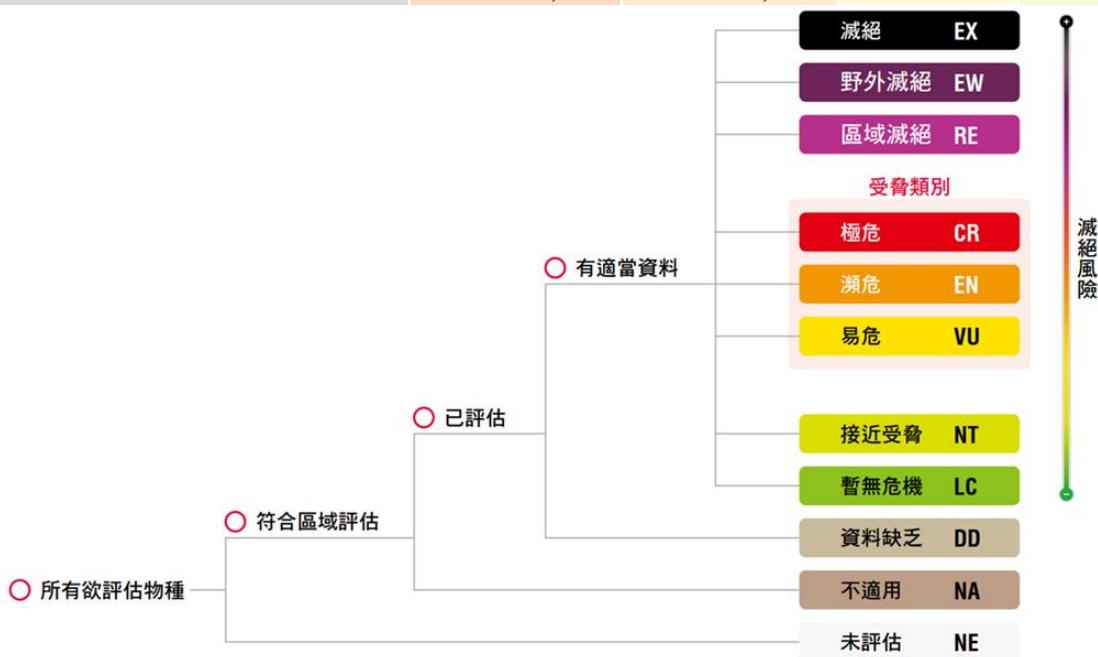 滅絕 EX
野外滅絕 EW
區域滅絕 RE
受脅類別
極危 CR
瀕危 EN
易危 VU
接近受脅 NT
暫無危機 LC
資料缺乏 DD
不適用 NA
未評估 NE
有適當資料
已評估
符合區域評估
所有欲評估物種
+
滅絕風險
−